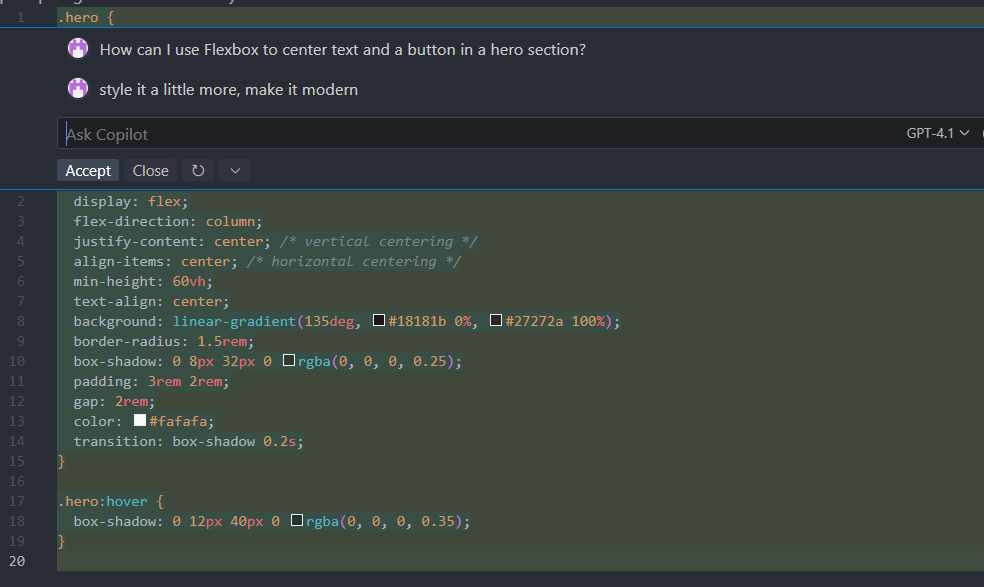 1 .hero {
How can I use Flexbox to center text and a button in a hero section?
style it a little more, make it modern
Ask Copilot GPT-4.1
Accept Close
2 display: flex;
3 flex-direction: column;
4 justify-content: center; /* vertical centering */
5 align-items: center; /* horizontal centering */
6 min-height: 60vh;
7 text-align: center;
8 background: linear-gradient(135deg, #18181b 0%, #27272a 100%);
9 border-radius: 1.5rem;
10 box-shadow: 0 8px 32px 0 rgba(0, 0, 0, 0.25);
11 padding: 3rem 2rem;
12 gap: 2rem;
13 color: #fafafa;
14 transition: box-shadow 0.2s;
15 }
16
17 .hero:hover {
18 box-shadow: 0 12px 40px 0 rgba(0, 0, 0, 0.35);
19 }
20